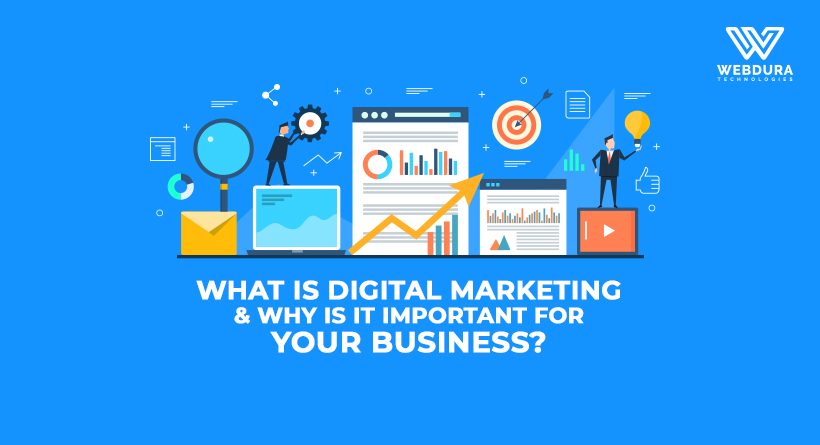 WEBDURA
TECHNOLOGIES
WHAT IS DIGITAL MARKETING
& WHY IS IT IMPORTANT FOR
YOUR BUSINESS?